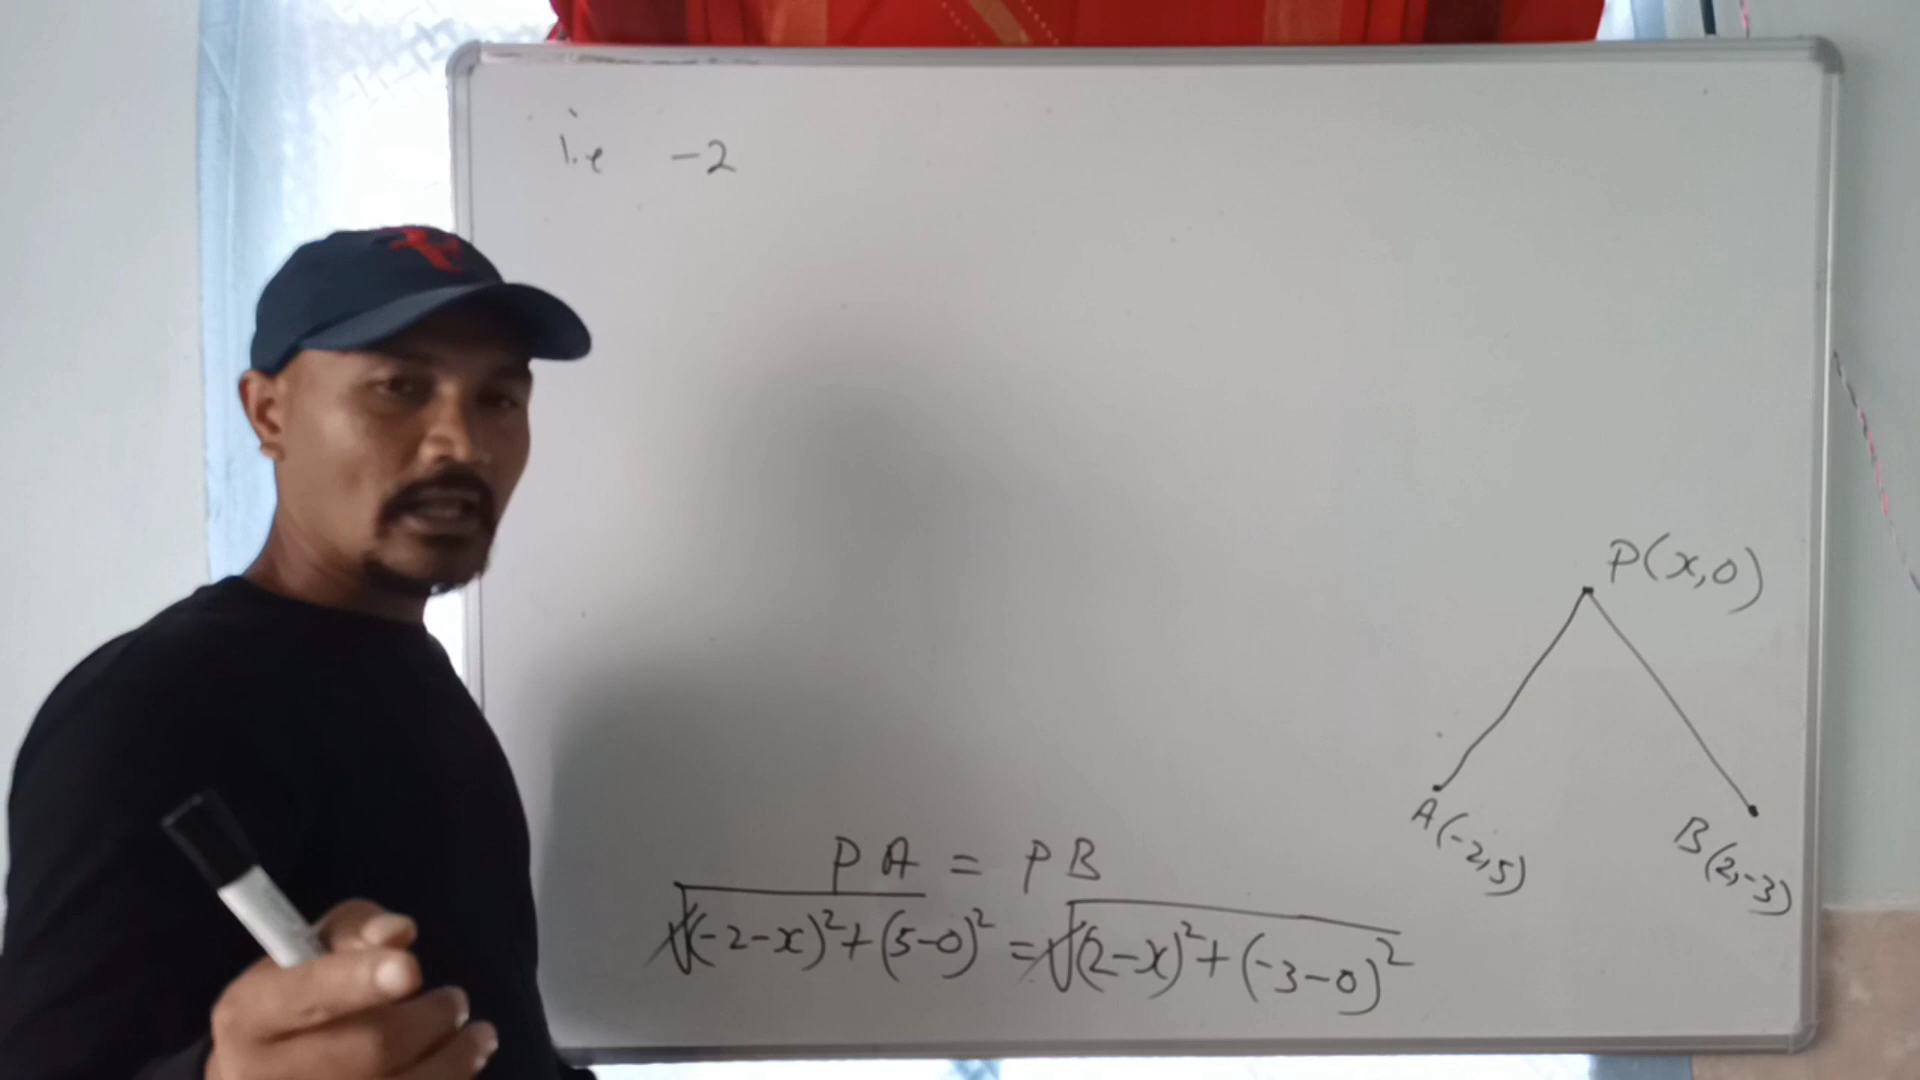 i.e -2
P(x,0)
A(-2,5)
B(2,-3)
PA = PB
√(-2-x)²+(5-0)² = √(2-x)²+(-3-0)²